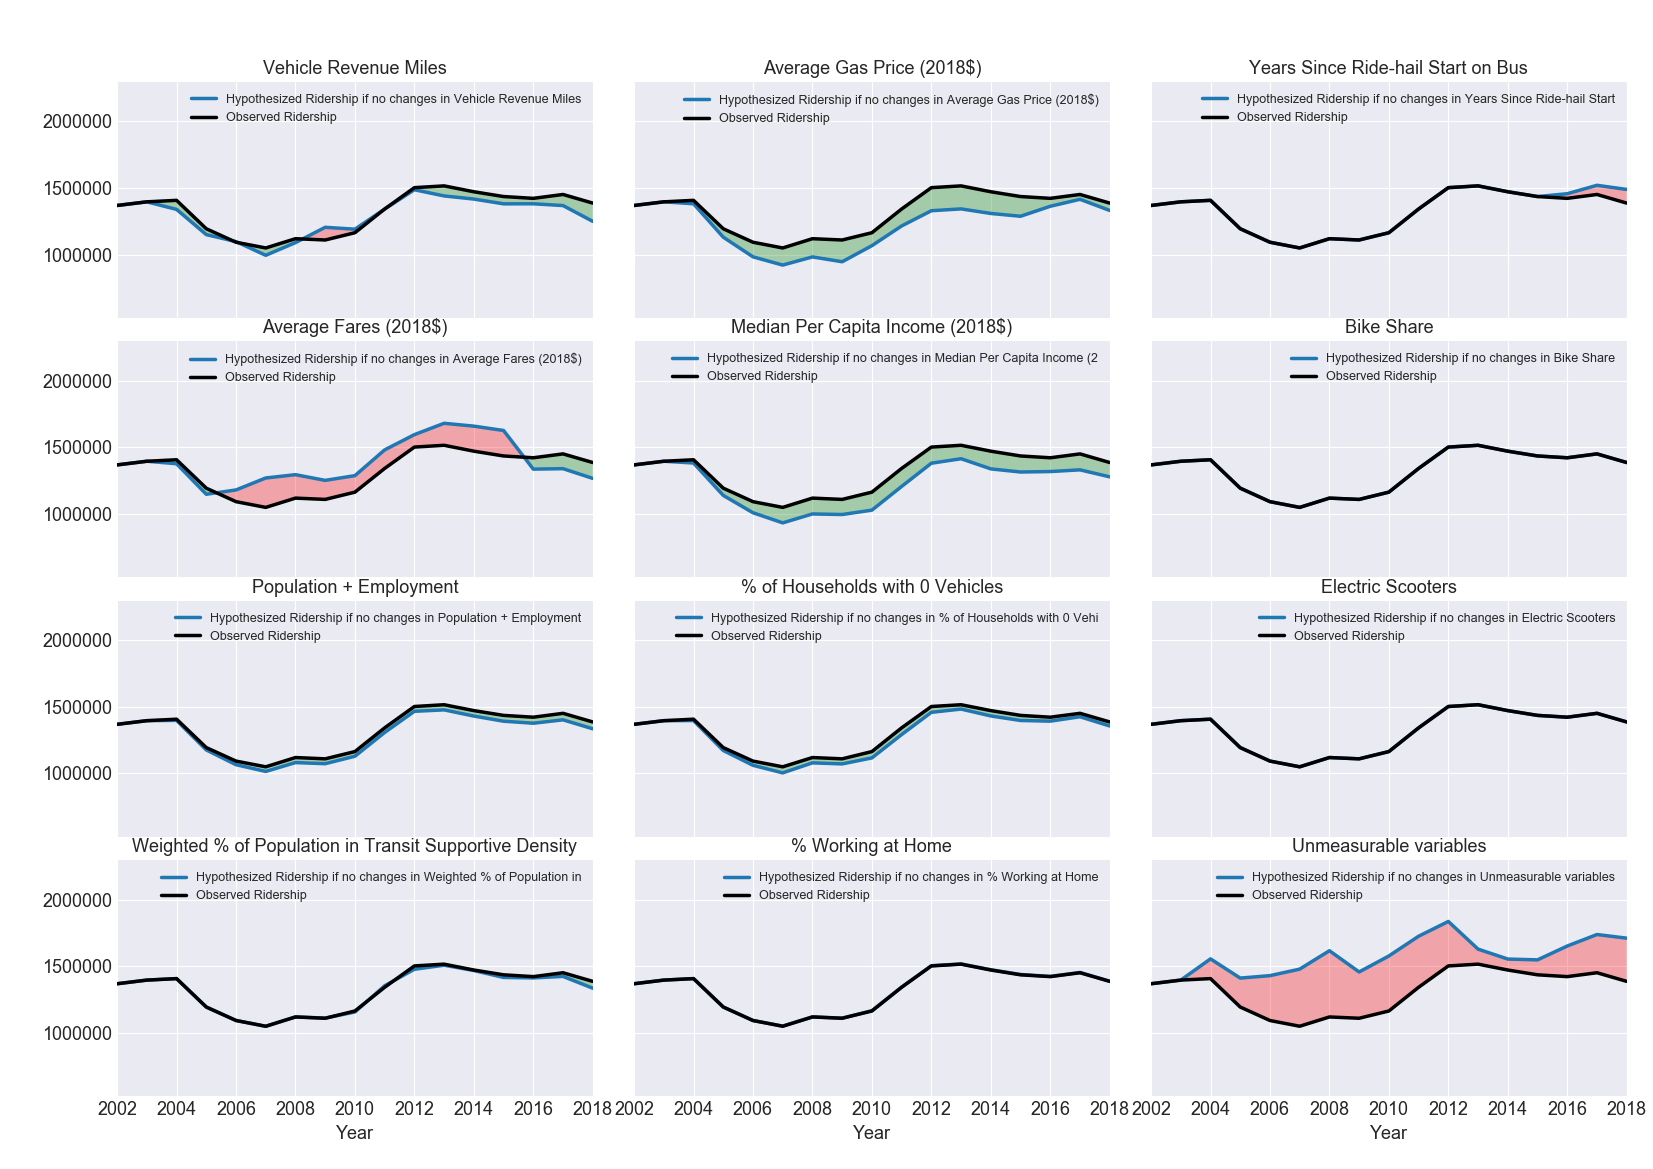 Vehicle Revenue Miles
Hypothesized Ridership if no changes in Vehicle Revenue Miles
Observed Ridership
2000000
1500000
1000000
Average Gas Price (2018$)
Hypothesized Ridership if no changes in Average Gas Price (2018$)
Observed Ridership
Years Since Ride-hail Start on Bus
Hypothesized Ridership if no changes in Years Since Ride-hail Start
Observed Ridership
Average Fares (2018$)
Hypothesized Ridership if no changes in Average Fares (2018$)
Observed Ridership
2000000
1500000
1000000
Median Per Capita Income (2018$)
Hypothesized Ridership if no changes in Median Per Capita Income (2
Observed Ridership
Bike Share
Hypothesized Ridership if no changes in Bike Share
Observed Ridership
Population + Employment
Hypothesized Ridership if no changes in Population + Employment
Observed Ridership
2000000
1500000
1000000
% of Households with 0 Vehicles
Hypothesized Ridership if no changes in % of Households with 0 Vehi
Observed Ridership
Electric Scooters
Hypothesized Ridership if no changes in Electric Scooters
Observed Ridership
Weighted % of Population in Transit Supportive Density
Hypothesized Ridership if no changes in Weighted % of Population in
Observed Ridership
2000000
1500000
1000000
2002 2004 2006 2008 2010 2012 2014 2016 2018
Year
% Working at Home
Hypothesized Ridership if no changes in % Working at Home
Observed Ridership
2002 2004 2006 2008 2010 2012 2014 2016 2018
Year
Unmeasurable variables
Hypothesized Ridership if no changes in Unmeasurable variables
Observed Ridership
2002 2004 2006 2008 2010 2012 2014 2016 2018
Year